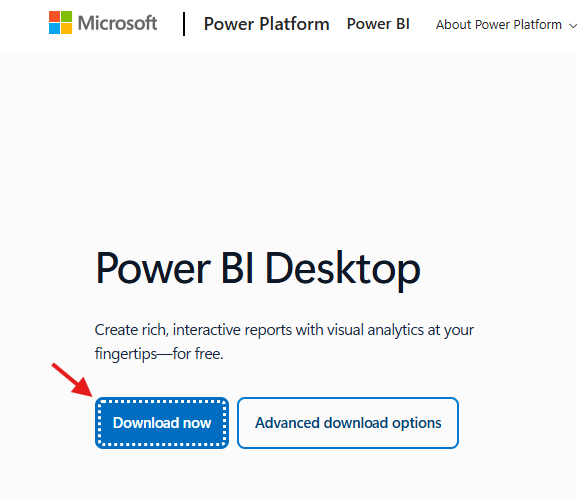 Microsoft Power Platform Power BI About Power Platform
Power BI Desktop
Create rich, interactive reports with visual analytics at your
fingertips—for free.
Download now Advanced download options